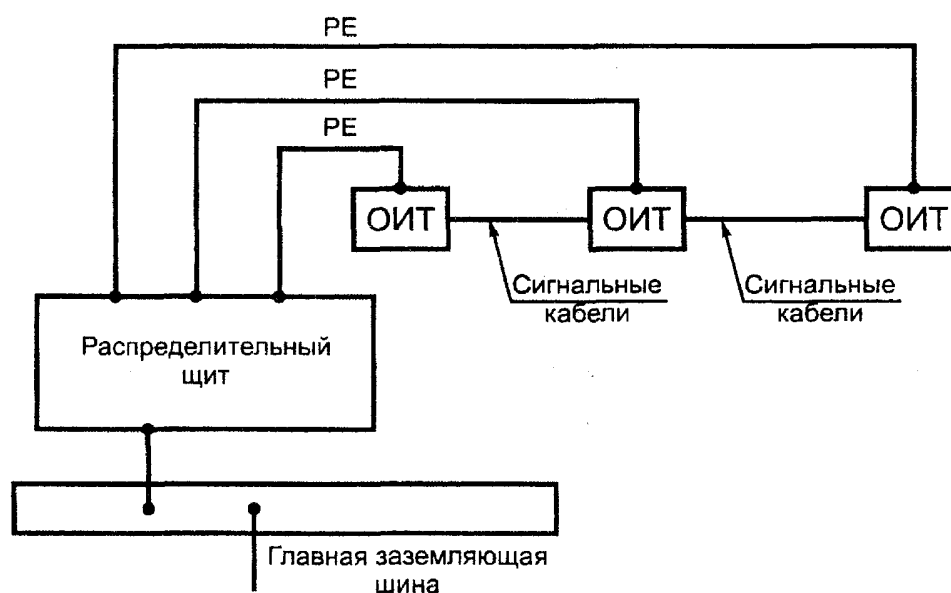 PE
PE
PE
ОИТ ОИТ ОИТ
Сигнальные Сигнальные
кабели кабели
Распределительный
щит
Главная заземляющая
шина